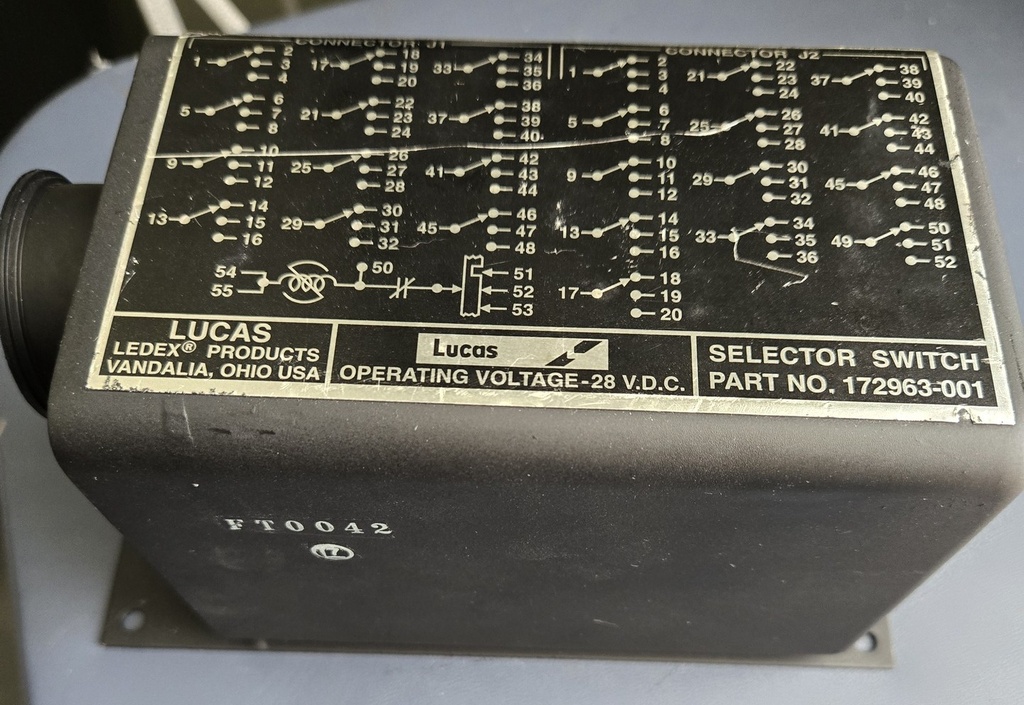 CONNECTOR J1 CONNECTOR J2
1 2 3 4 17 18 19 20 33 34 35 36 1 2 3 4 21 22 23 24 37 38 39 40
5 6 7 8 21 22 23 24 37 38 39 40 5 6 7 8 25 26 27 28 41 42 43 44
9 10 11 12 25 26 27 28 41 42 43 44 9 10 11 12 29 30 31 32 45 46 47 48
13 14 15 16 29 30 31 32 45 46 47 48 13 14 15 16 33 34 35 36 49 50 51 52
54 55 50 51 52 53 17 18 19 20
LUCAS
LEDEX® PRODUCTS
VANDALIA, OHIO USA
Lucas
OPERATING VOLTAGE-28 V.D.C.
SELECTOR SWITCH
PART NO. 172963-001
FT0042
17